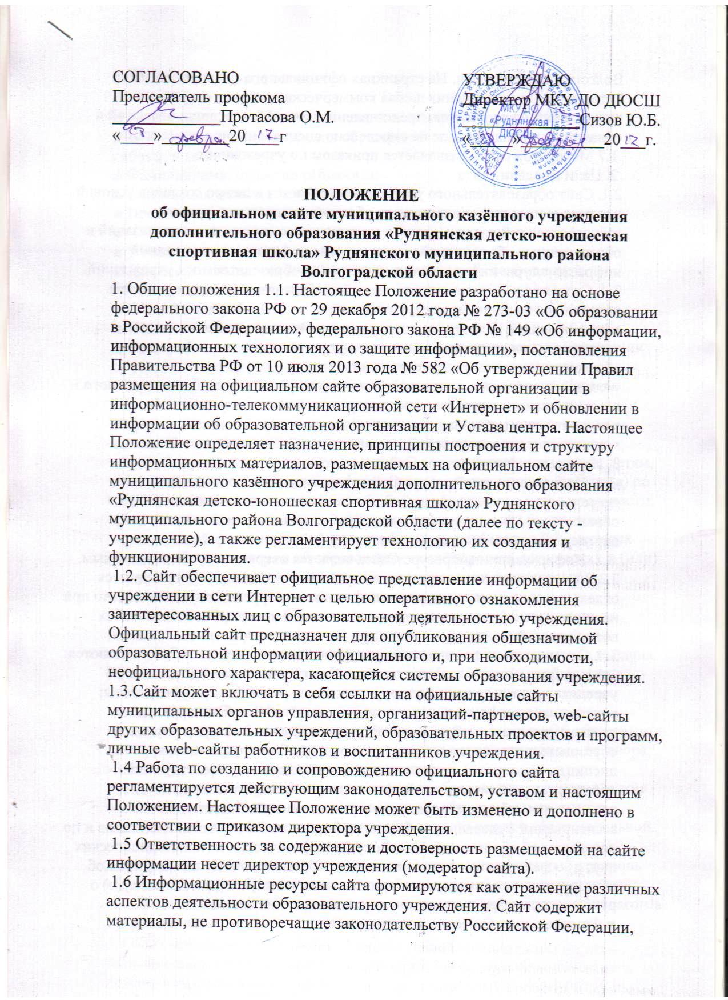 СОГЛАСОВАНО
Председатель профкома
Протасова О.М.
«28» февраля 2017 г
УТВЕРЖДАЮ
Директор МКУ ДО ДЮСШ
Сизов Ю.Б.
«28» февраля 2017 г.
МКУ ДО
«Руднянская
ДЮСШ»
ПОЛОЖЕНИЕ
об официальном сайте муниципального казённого учреждения
дополнительного образования «Руднянская детско-юношеская
спортивная школа» Руднянского муниципального района
Волгоградской области
1. Общие положения 1.1. Настоящее Положение разработано на основе
федерального закона РФ от 29 декабря 2012 года № 273-03 «Об образовании
в Российской Федерации», федерального закона РФ № 149 «Об информации,
информационных технологиях и о защите информации», постановления
Правительства РФ от 10 июля 2013 года № 582 «Об утверждении Правил
размещения на официальном сайте образовательной организации в
информационно-телекоммуникационной сети «Интернет» и обновлении в
информации об образовательной организации и Устава центра. Настоящее
Положение определяет назначение, принципы построения и структуру
информационных материалов, размещаемых на официальном сайте
муниципального казённого учреждения дополнительного образования
«Руднянская детско-юношеская спортивная школа» Руднянского
муниципального района Волгоградской области (далее по тексту -
учреждение), а также регламентирует технологию их создания и
функционирования.
1.2. Сайт обеспечивает официальное представление информации об
учреждении в сети Интернет с целью оперативного ознакомления
заинтересованных лиц с образовательной деятельностью учреждения.
Официальный сайт предназначен для опубликования общезначимой
образовательной информации официального и, при необходимости,
неофициального характера, касающейся системы образования учреждения.
1.3.Сайт может включать в себя ссылки на официальные сайты
муниципальных органов управления, организаций-партнеров, web-сайты
других образовательных учреждений, образовательных проектов и программ,
личные web-сайты работников и воспитанников учреждения.
1.4 Работа по созданию и сопровождению официального сайта
регламентируется действующим законодательством, уставом и настоящим
Положением. Настоящее Положение может быть изменено и дополнено в
соответствии с приказом директора учреждения.
1.5 Ответственность за содержание и достоверность размещаемой на сайте
информации несет директор учреждения (модератор сайта).
1.6 Информационные ресурсы сайта формируются как отражение различных
аспектов деятельности образовательного учреждения. Сайт содержит
материалы, не противоречащие законодательству Российской Федерации,